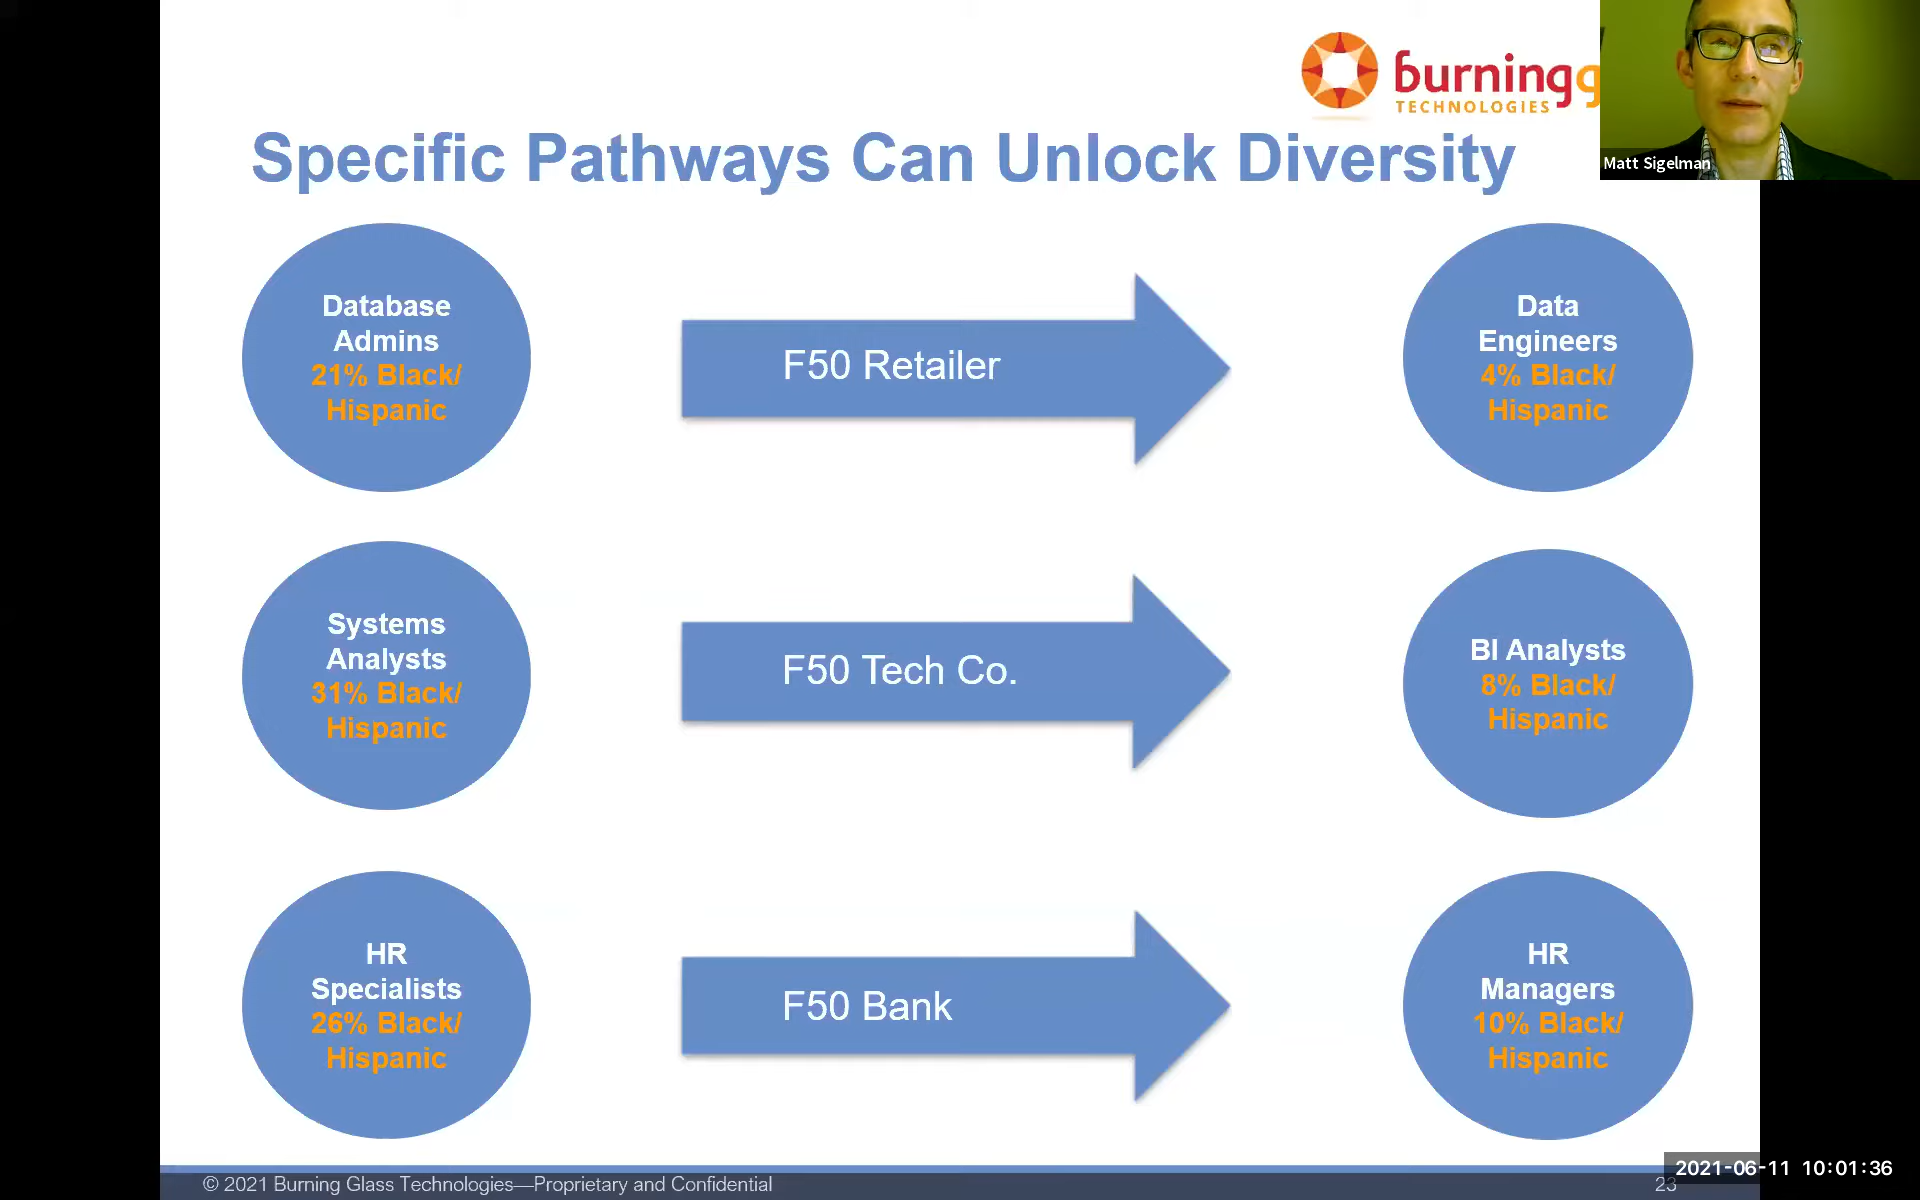 burningg
TECHNOLOGIES
Matt Sigelman
Specific Pathways Can Unlock Diversity
Database
Admins
21% Black/
Hispanic
F50 Retailer
Data
Engineers
4% Black/
Hispanic
Systems
Analysts
31% Black/
Hispanic
F50 Tech Co.
BI Analysts
8% Black/
Hispanic
HR
Specialists
26% Black/
Hispanic
F50 Bank
HR
Managers
10% Black/
Hispanic
2021-06-11 10:01:36
© 2021 Burning Glass Technologies—Proprietary and Confidential
23